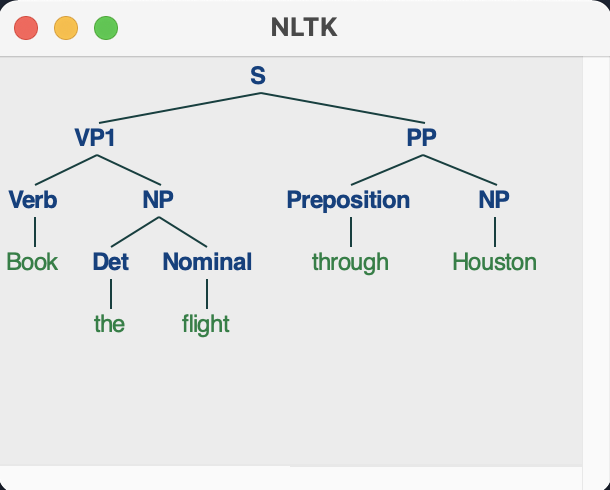 NLTK
S
VP1 PP
Verb NP Preposition NP
Book Det Nominal through Houston
the flight